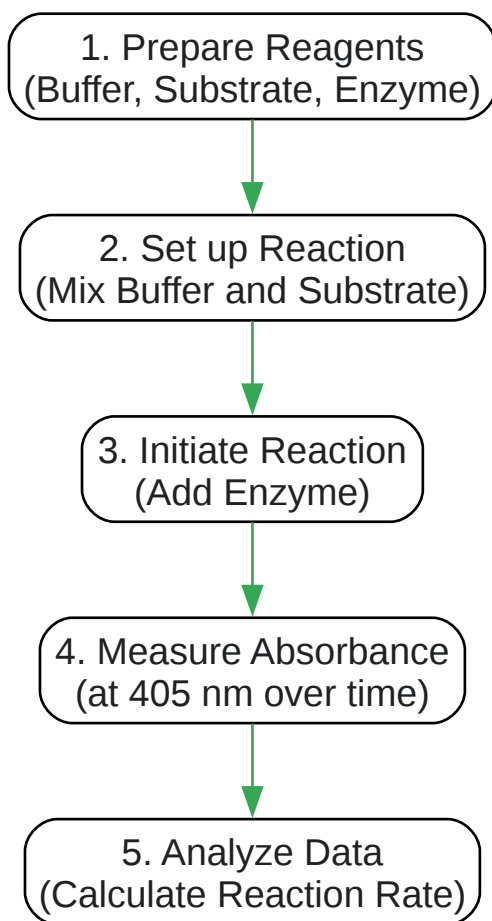 1. Prepare Reagents
(Buffer, Substrate, Enzyme)
2. Set up Reaction
(Mix Buffer and Substrate)
3. Initiate Reaction
(Add Enzyme)
4. Measure Absorbance
(at 405 nm over time)
5. Analyze Data
(Calculate Reaction Rate)